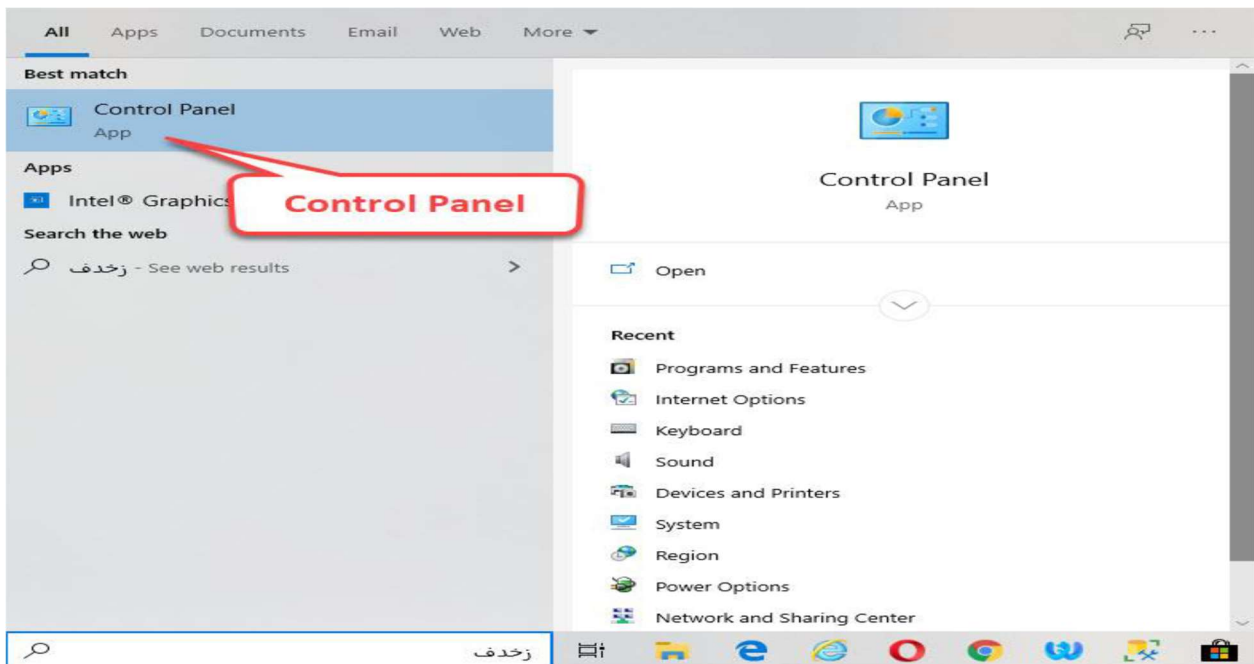 All Apps Documents Email Web More
Best match
Control Panel
App
Apps
Intel® Graphics
Control Panel
Search the web
زخدف - See web results
Control Panel
App
Open
Recent
Programs and Features
Internet Options
Keyboard
Sound
Devices and Printers
System
Region
Power Options
Network and Sharing Center
زخدف